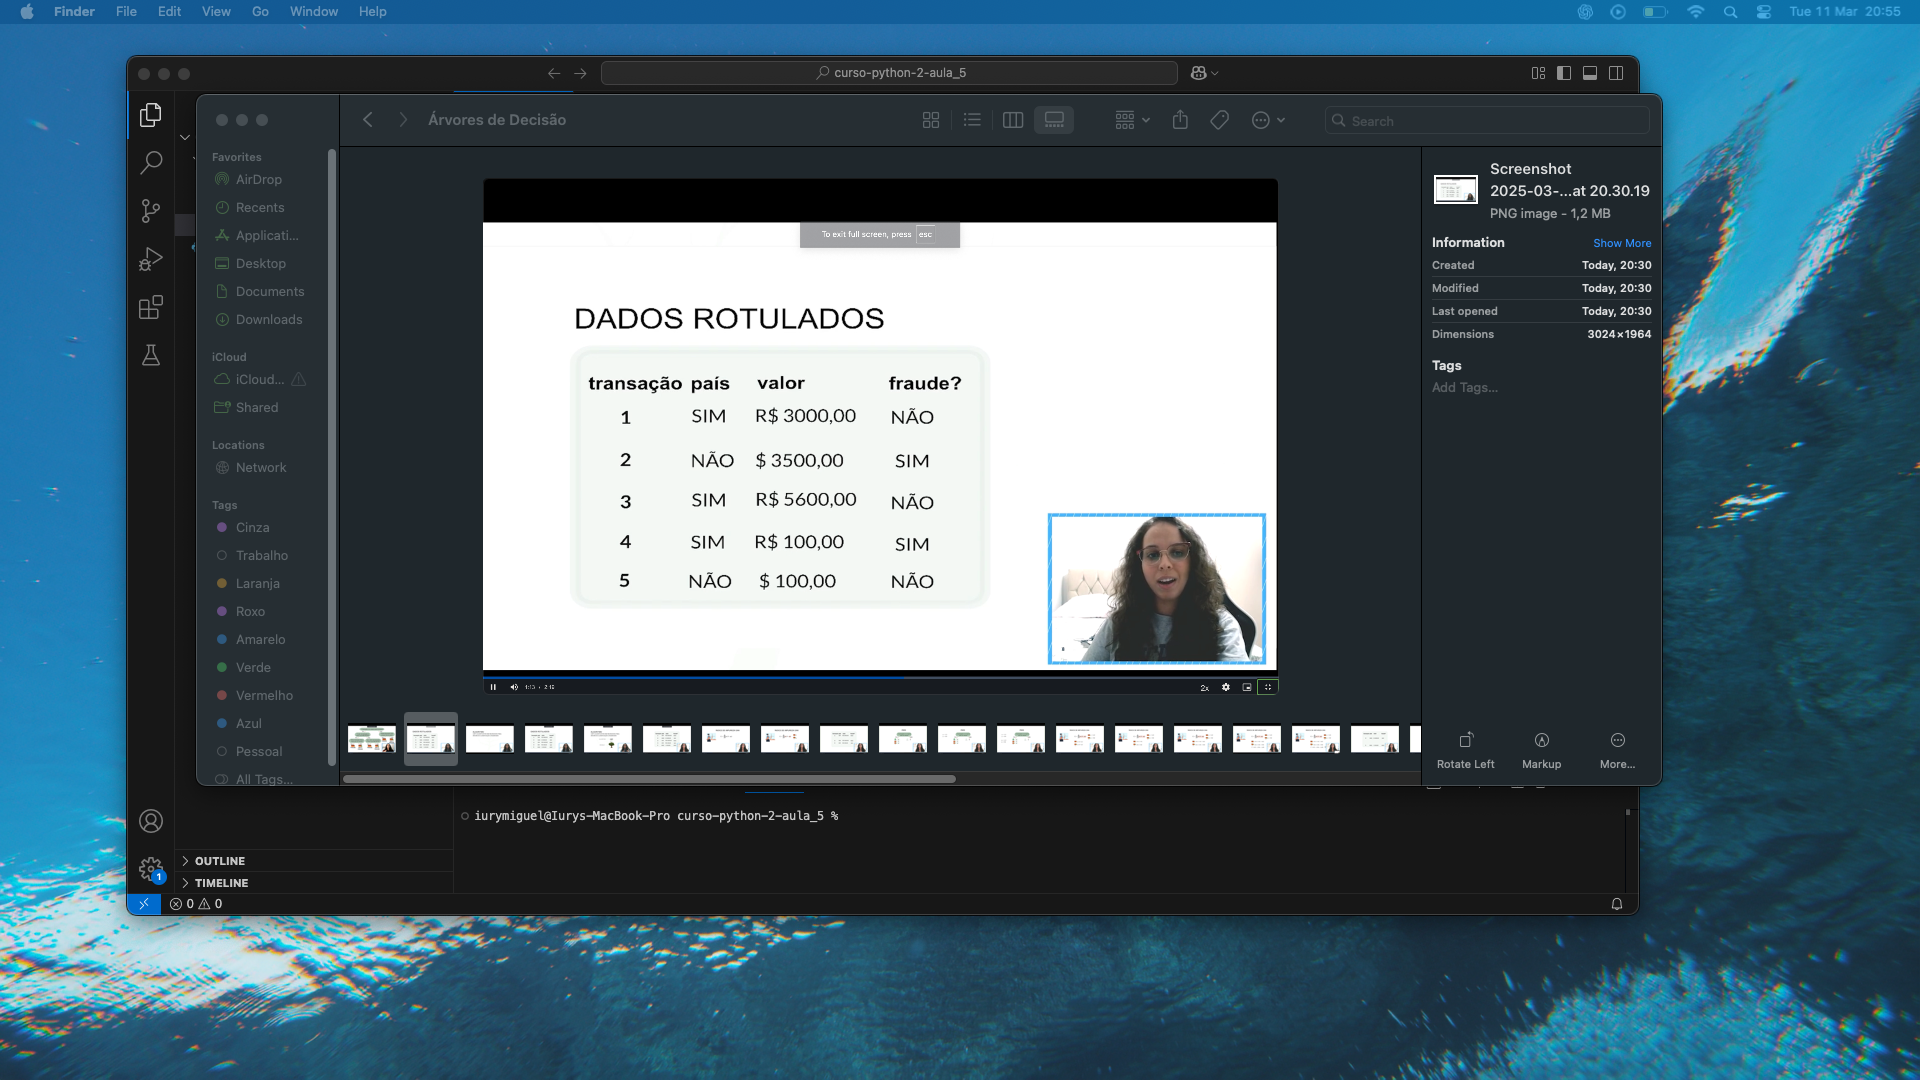 Finder File Edit View Go Window Help
Tue 11 Mar 20:55
curso-python-2-aula_5
Árvores de Decisão
Search
Favorites
AirDrop
Recents
Applicati...
Desktop
Documents
Downloads
iCloud
iCloud...
Shared
Locations
Network
Tags
Cinza
Trabalho
Laranja
Roxo
Amarelo
Verde
Vermelho
Azul
Pessoal
All Tags...
To exit full screen, press esc
DADOS ROTULADOS
transação país valor fraude?
1 SIM R$ 3000,00 NÃO
2 NÃO $ 3500,00 SIM
3 SIM R$ 5600,00 NÃO
4 SIM R$ 100,00 SIM
5 NÃO $ 100,00 NÃO
2x
Screenshot
2025-03-...at 20.30.19
PNG image - 1,2 MB
Information Show More
Created Today, 20:30
Modified Today, 20:30
Last opened Today, 20:30
Dimensions 3024×1964
Tags
Add Tags...
Rotate Left Markup More...
iurymiguel@Iurys-MacBook-Pro curso-python-2-aula_5 %
OUTLINE
TIMELINE
1
0 0